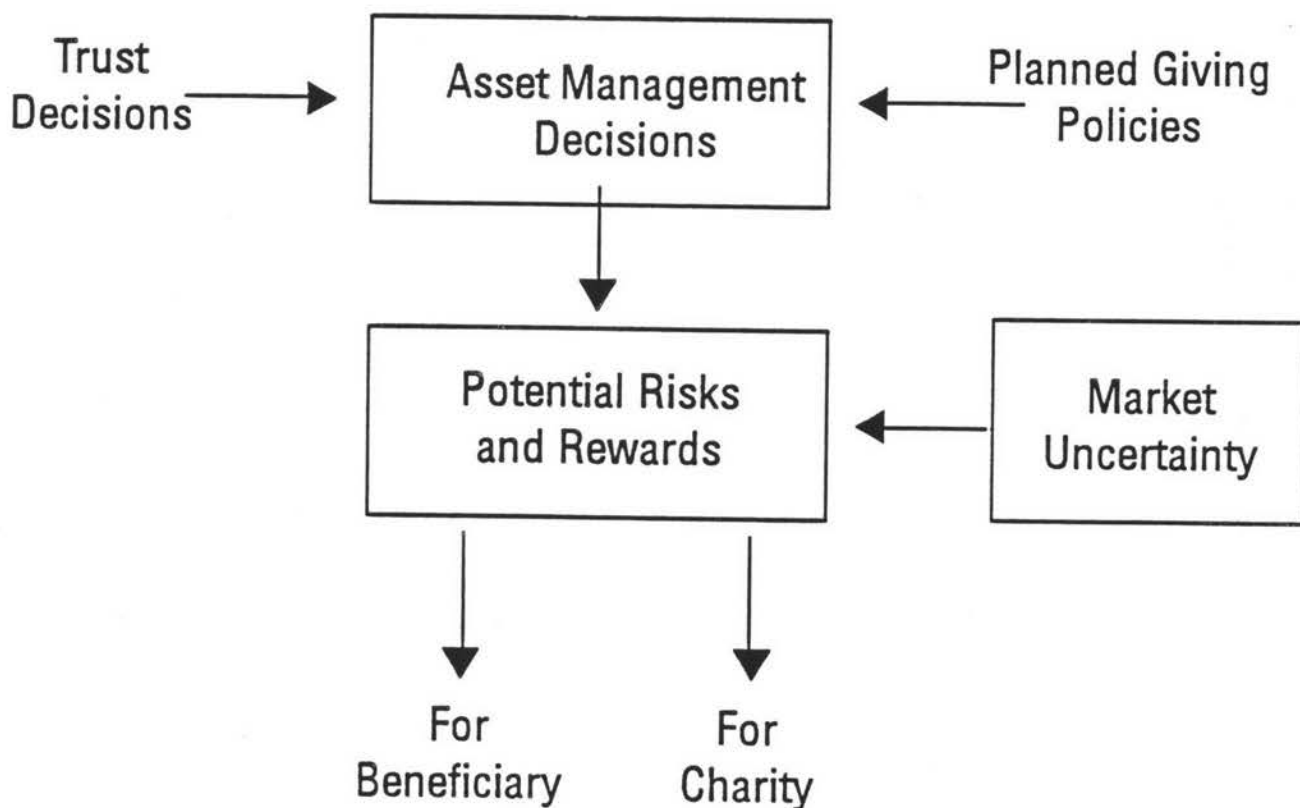 Trust
Decisions
Asset Management
Decisions
Planned Giving
Policies
Potential Risks
and Rewards
Market
Uncertainty
For
Beneficiary
For
Charity